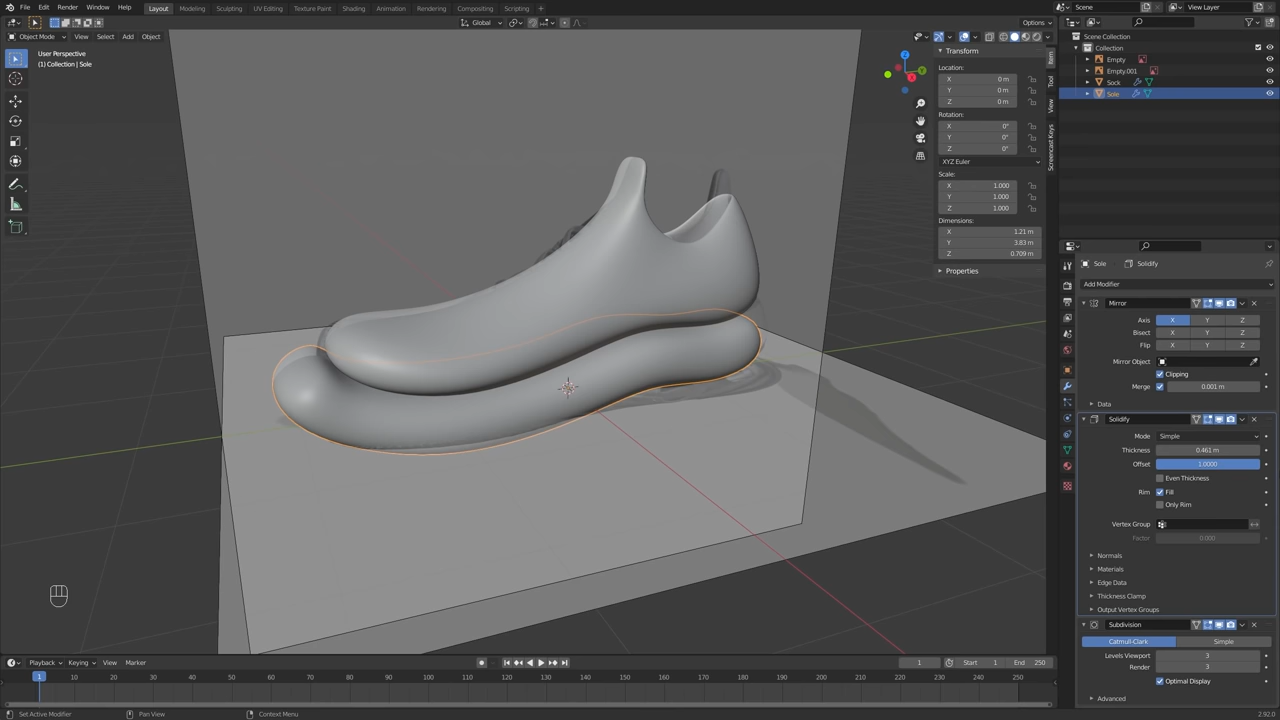 File Edit Render Window Help Layout Modeling Sculpting UV Editing Texture Paint Shading Animation Rendering Compositing Scripting + Scene View Layer
Global Options
Object Mode View Select Add Object
User Perspective
(1) Collection | Sole
Transform
Location:
X 0 m
Y 0 m
Z 0 m
Rotation:
X 0°
Y 0°
Z 0°
XYZ Euler
Scale:
X 1.000
Y 1.000
Z 1.000
Dimensions:
X 1.21 m
Y 3.83 m
Z 0.709 m
Properties
Item
Tool
View
Screencast Keys
Scene Collection
Collection
Empty
Empty.001
Sock
Sole
Sole Solidify
Add Modifier
Mirror
Axis X Y Z
Bisect X Y Z
Flip X Y Z
Mirror Object
Clipping
Merge 0.001 m
Data
Solidify
Mode Simple
Thickness 0.461 m
Offset 1.0000
Even Thickness
Rim Fill
Only Rim
Vertex Group
Factor 0.000
Normals
Materials
Edge Data
Thickness Clamp
Output Vertex Groups
Subdivision
Catmull-Clark Simple
Levels Viewport 3
Render 3
Optimal Display
Advanced
Playback Keying View Marker 1 Start 1 End 250
1 10 20 30 40 50 60 70 80 90 100 110 120 130 140 150 160 170 180 190 200 210 220 230 240 250
Set Active Modifier Pan View Context Menu 2.92.0